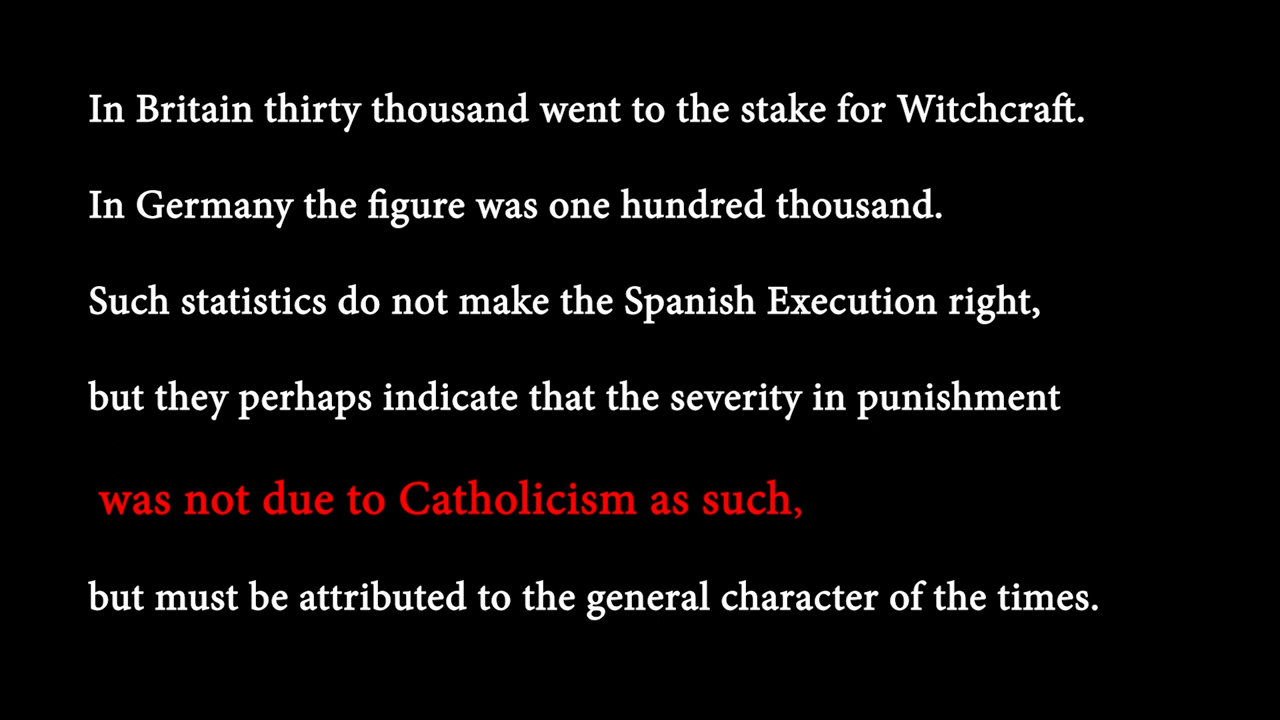 In Britain thirty thousand went to the stake for Witchcraft.
In Germany the figure was one hundred thousand.
Such statistics do not make the Spanish Execution right,
but they perhaps indicate that the severity in punishment
was not due to Catholicism as such,
but must be attributed to the general character of the times.